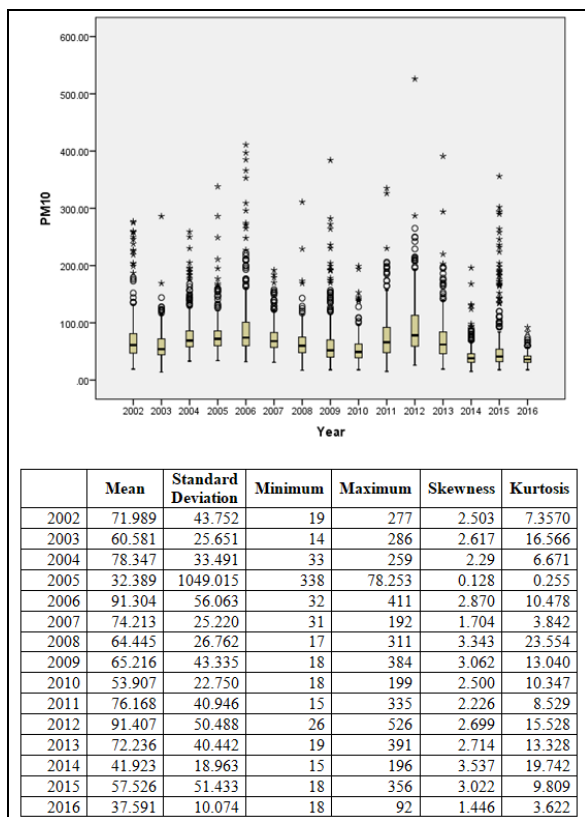 600.00
500.00
400.00
300.00
200.00
100.00
.00
PM10
2002 2003 2004 2005 2006 2007 2008 2009 2010 2011 2012 2013 2014 2015 2016
Year
Mean Standard Deviation Minimum Maximum Skewness Kurtosis
2002 71.989 43.752 19 277 2.503 7.3570
2003 60.581 25.651 14 286 2.617 16.566
2004 78.347 33.491 33 259 2.29 6.671
2005 32.389 1049.015 338 78.253 0.128 0.255
2006 91.304 56.063 32 411 2.870 10.478
2007 74.213 25.220 31 192 1.704 3.842
2008 64.445 26.762 17 311 3.343 23.554
2009 65.216 43.335 18 384 3.062 13.040
2010 53.907 22.750 18 199 2.500 10.347
2011 76.168 40.946 15 335 2.226 8.529
2012 91.407 50.488 26 526 2.699 15.528
2013 72.236 40.442 19 391 2.714 13.328
2014 41.923 18.963 15 196 3.537 19.742
2015 57.526 51.433 18 356 3.022 9.809
2016 37.591 10.074 18 92 1.446 3.622